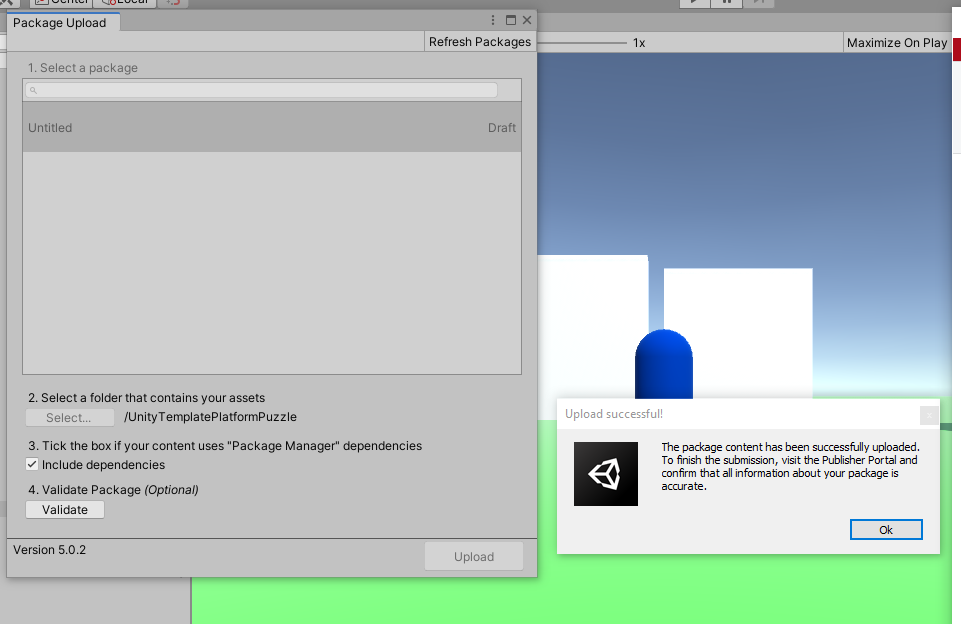 Center
Local
Package Upload
Refresh Packages
1x
Maximize On Play
1. Select a package
Untitled
Draft
2. Select a folder that contains your assets
Select...
/UnityTemplatePlatformPuzzle
3. Tick the box if your content uses "Package Manager" dependencies
Include dependencies
4. Validate Package (Optional)
Validate
Version 5.0.2
Upload
Upload successful!
The package content has been successfully uploaded.
To finish the submission, visit the Publisher Portal and
confirm that all information about your package is
accurate.
Ok